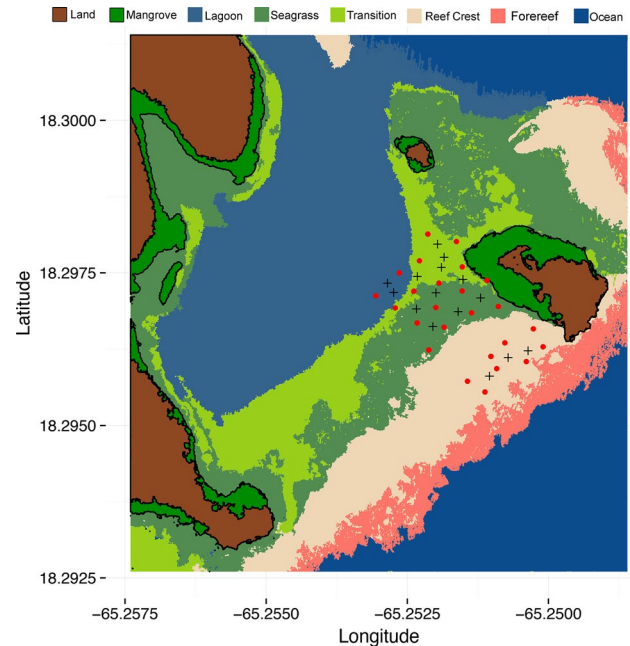 Land Mangrove Lagoon Seagrass Transition Reef Crest Forereef Ocean
18.3000
18.2975
18.2950
18.2925
Latitude
−65.2575 −65.2550 −65.2525 −65.2500
Longitude